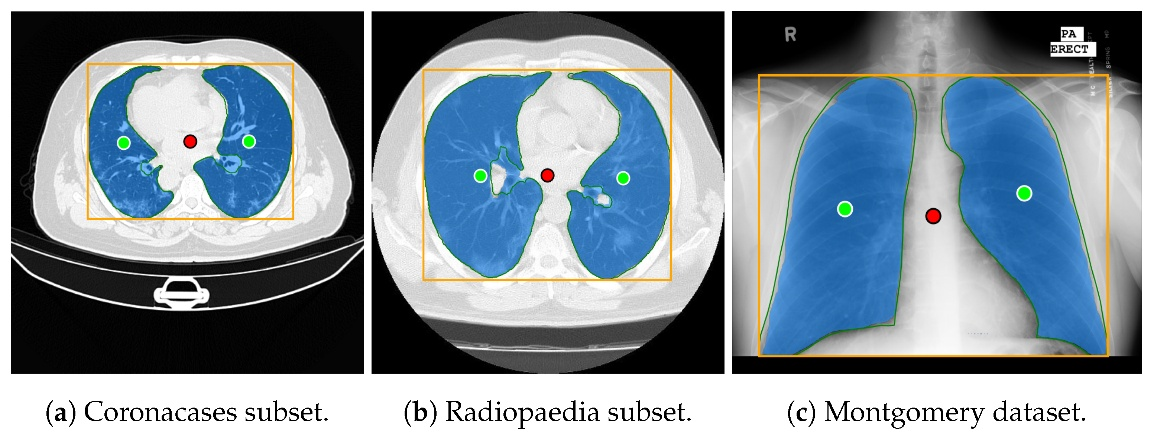 R
PA
ERECT
(a) Coronacases subset.
(b) Radiopaedia subset.
(c) Montgomery dataset.